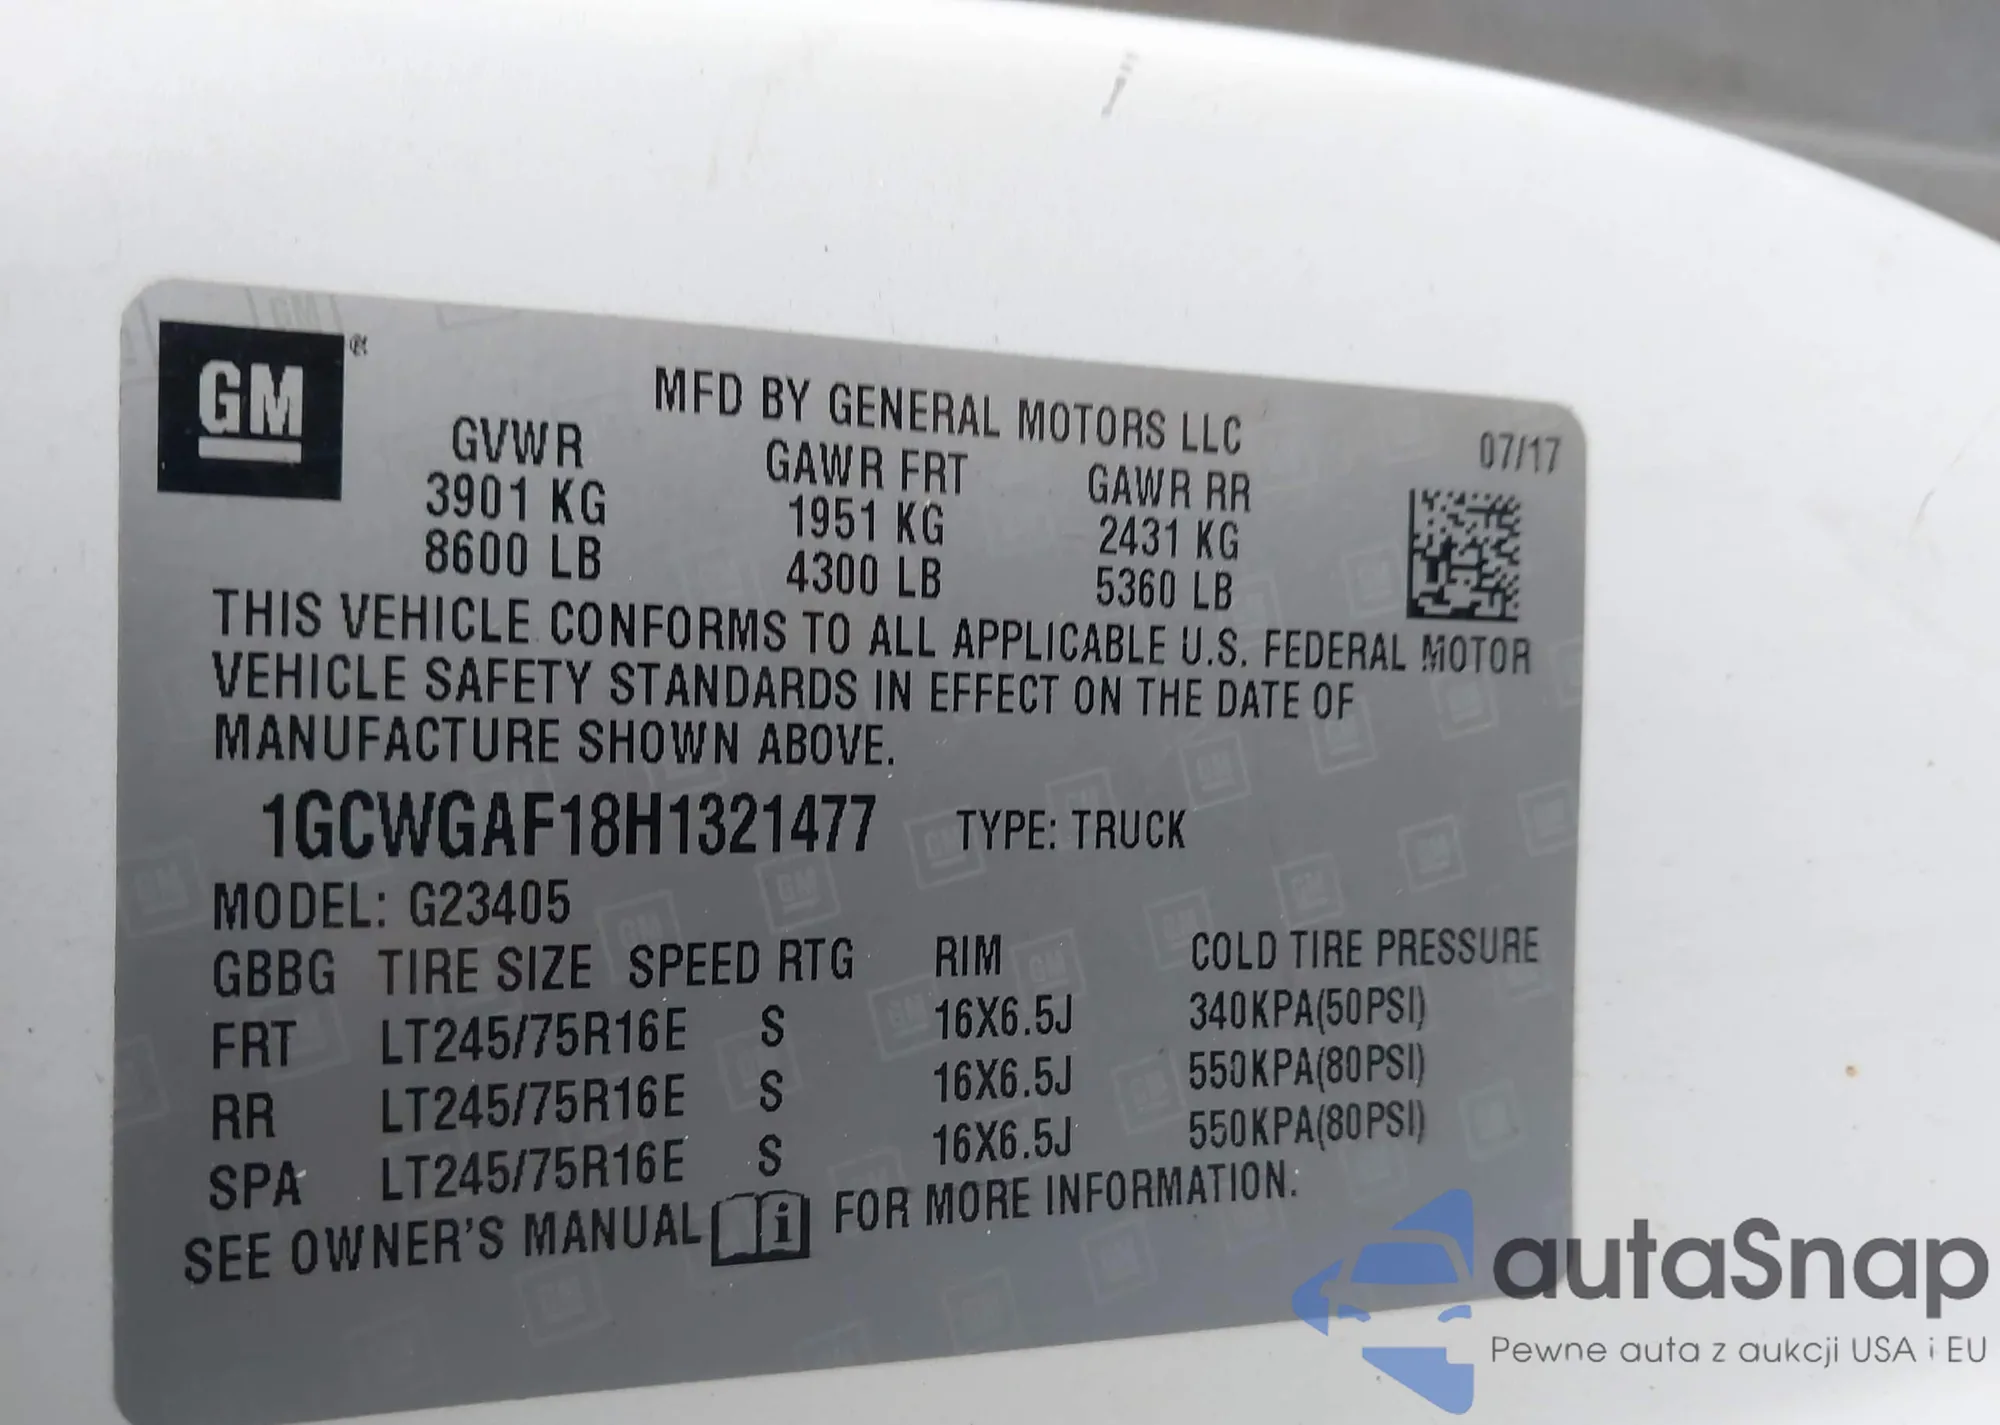 GM
MFD BY GENERAL MOTORS LLC
07/17
GVWR GAWR FRT GAWR RR
3901 KG 1951 KG 2431 KG
8600 LB 4300 LB 5360 LB
THIS VEHICLE CONFORMS TO ALL APPLICABLE U.S. FEDERAL MOTOR
VEHICLE SAFETY STANDARDS IN EFFECT ON THE DATE OF
MANUFACTURE SHOWN ABOVE.
1GCWGAF18H1321477 TYPE: TRUCK
MODEL: G23405
GBBG TIRE SIZE SPEED RTG RIM COLD TIRE PRESSURE
FRT LT245/75R16E S 16X6.5J 340KPA(50PSI)
RR LT245/75R16E S 16X6.5J 550KPA(80PSI)
SPA LT245/75R16E S 16X6.5J 550KPA(80PSI)
SEE OWNER'S MANUAL i FOR MORE INFORMATION.
autaSnap
Pewne auta z aukcji USA i EU